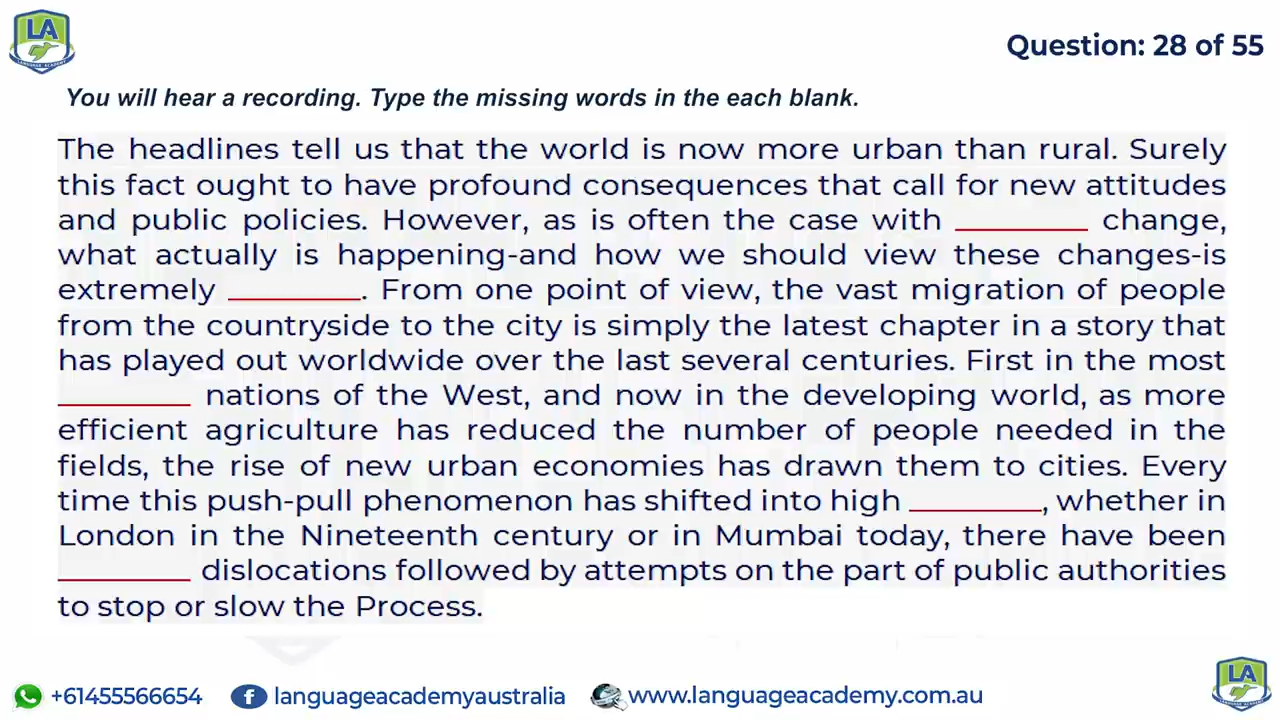 LA
LANGUAGE ACADEMY
Question: 28 of 55
You will hear a recording. Type the missing words in the each blank.
The headlines tell us that the world is now more urban than rural. Surely
this fact ought to have profound consequences that call for new attitudes
and public policies. However, as is often the case with _________ change,
what actually is happening-and how we should view these changes-is
extremely _________. From one point of view, the vast migration of people
from the countryside to the city is simply the latest chapter in a story that
has played out worldwide over the last several centuries. First in the most
_________ nations of the West, and now in the developing world, as more
efficient agriculture has reduced the number of people needed in the
fields, the rise of new urban economies has drawn them to cities. Every
time this push-pull phenomenon has shifted into high _________, whether in
London in the Nineteenth century or in Mumbai today, there have been
_________ dislocations followed by attempts on the part of public authorities
to stop or slow the Process.
+61455566654 f languageacademyaustralia www.languageacademy.com.au
LA